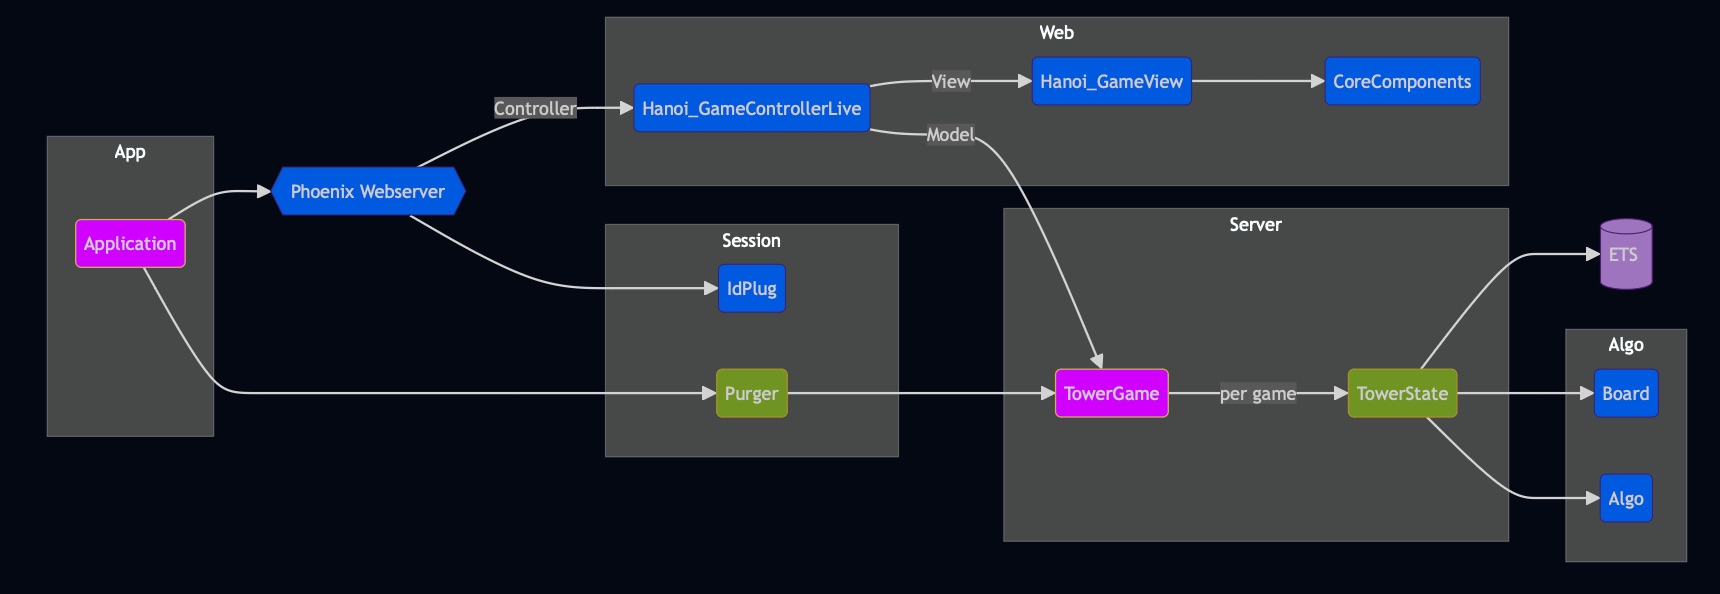 Web
View
Hanoi_GameView
CoreComponents
Controller
Hanoi_GameControllerLive
Model
App
Phoenix Webserver
Application
Session
IdPlug
Purger
Server
TowerGame
per game
TowerState
ETS
Algo
Board
Algo